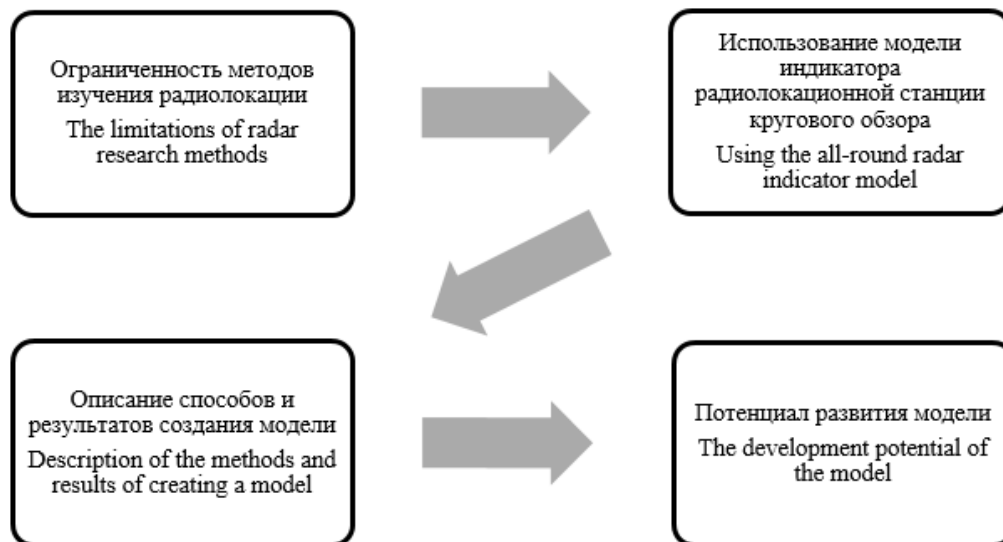 Ограниченность методов
изучения радиолокации
The limitations of radar
research methods
Использование модели
индикатора
радиолокационной станции
кругового обзора
Using the all-round radar
indicator model
Описание способов и
результатов создания модели
Description of the methods and
results of creating a model
Потенциал развития модели
The development potential of
the model